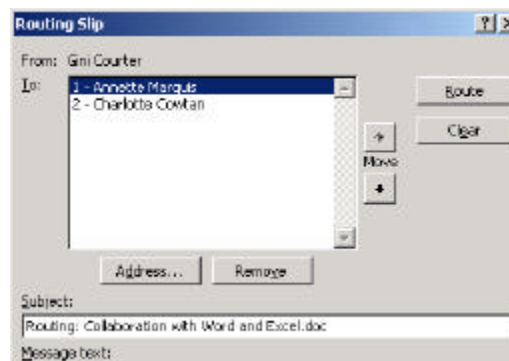 Routing Slip
From: Gini Courter
To:
1 - Annette Marquis
2 - Charlotte Cowtan
Route
Clear
Move
Address...
Remove
Subject:
Routing: Collaboration with Word and Excel.doc
Message text: